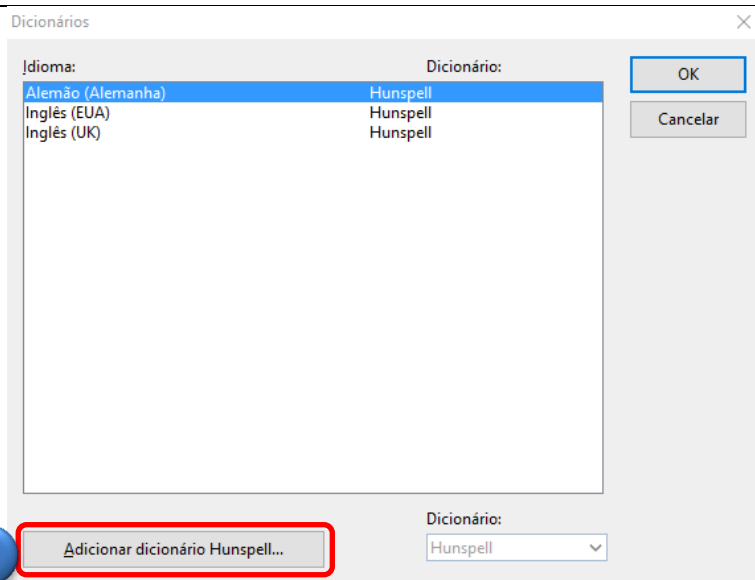 Dicionários
Idioma: Dicionário:
Alemão (Alemanha) Hunspell
Inglês (EUA) Hunspell
Inglês (UK) Hunspell
OK
Cancelar
Dicionário:
Adicionar dicionário Hunspell... Hunspell